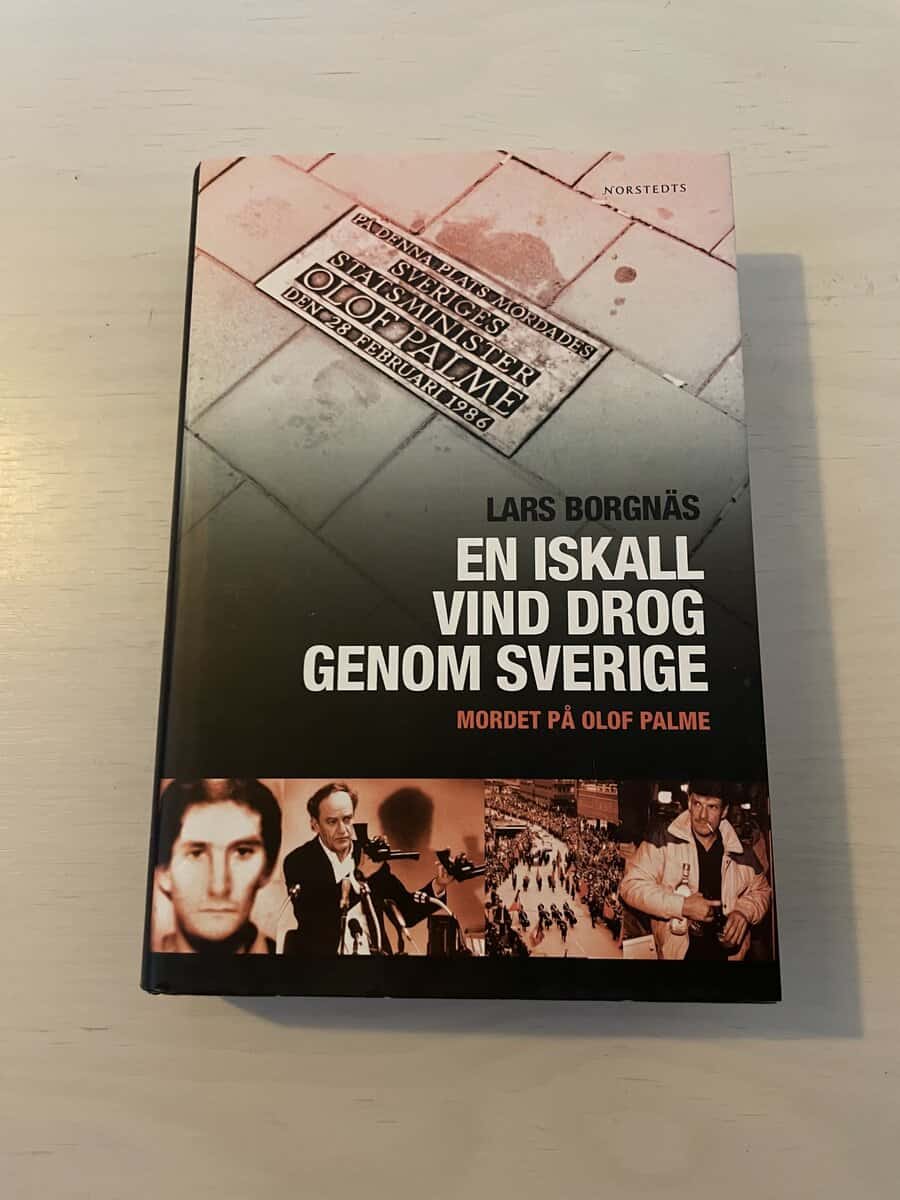 NORSTEDTS
PÅ DENNA PLATS MÖRDADES
SVERIGES
STATSMINISTER
OLOF PALME
DEN 28 FEBRUARI 1986
LARS BORGNÄS
EN ISKALL
VIND DROG
GENOM SVERIGE
MORDET PÅ OLOF PALME